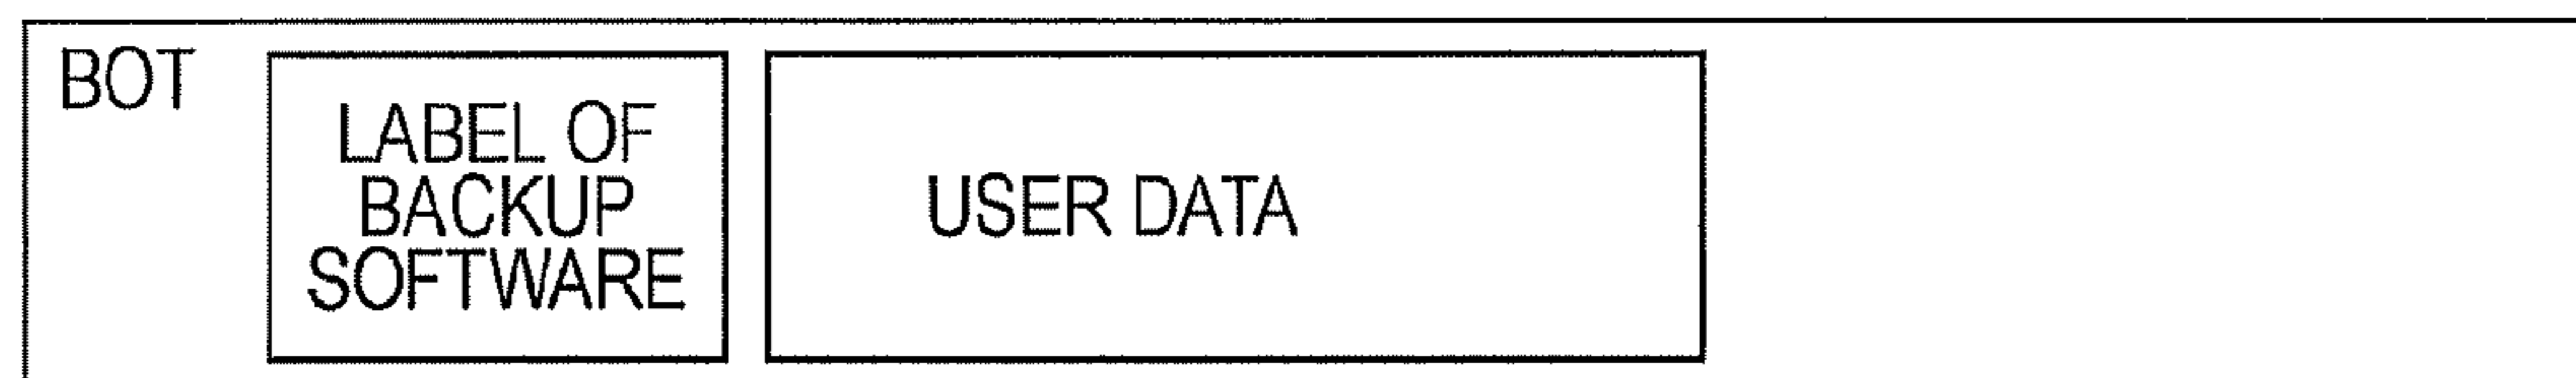 BOT
LABEL OF
BACKUP
SOFTWARE
USER DATA